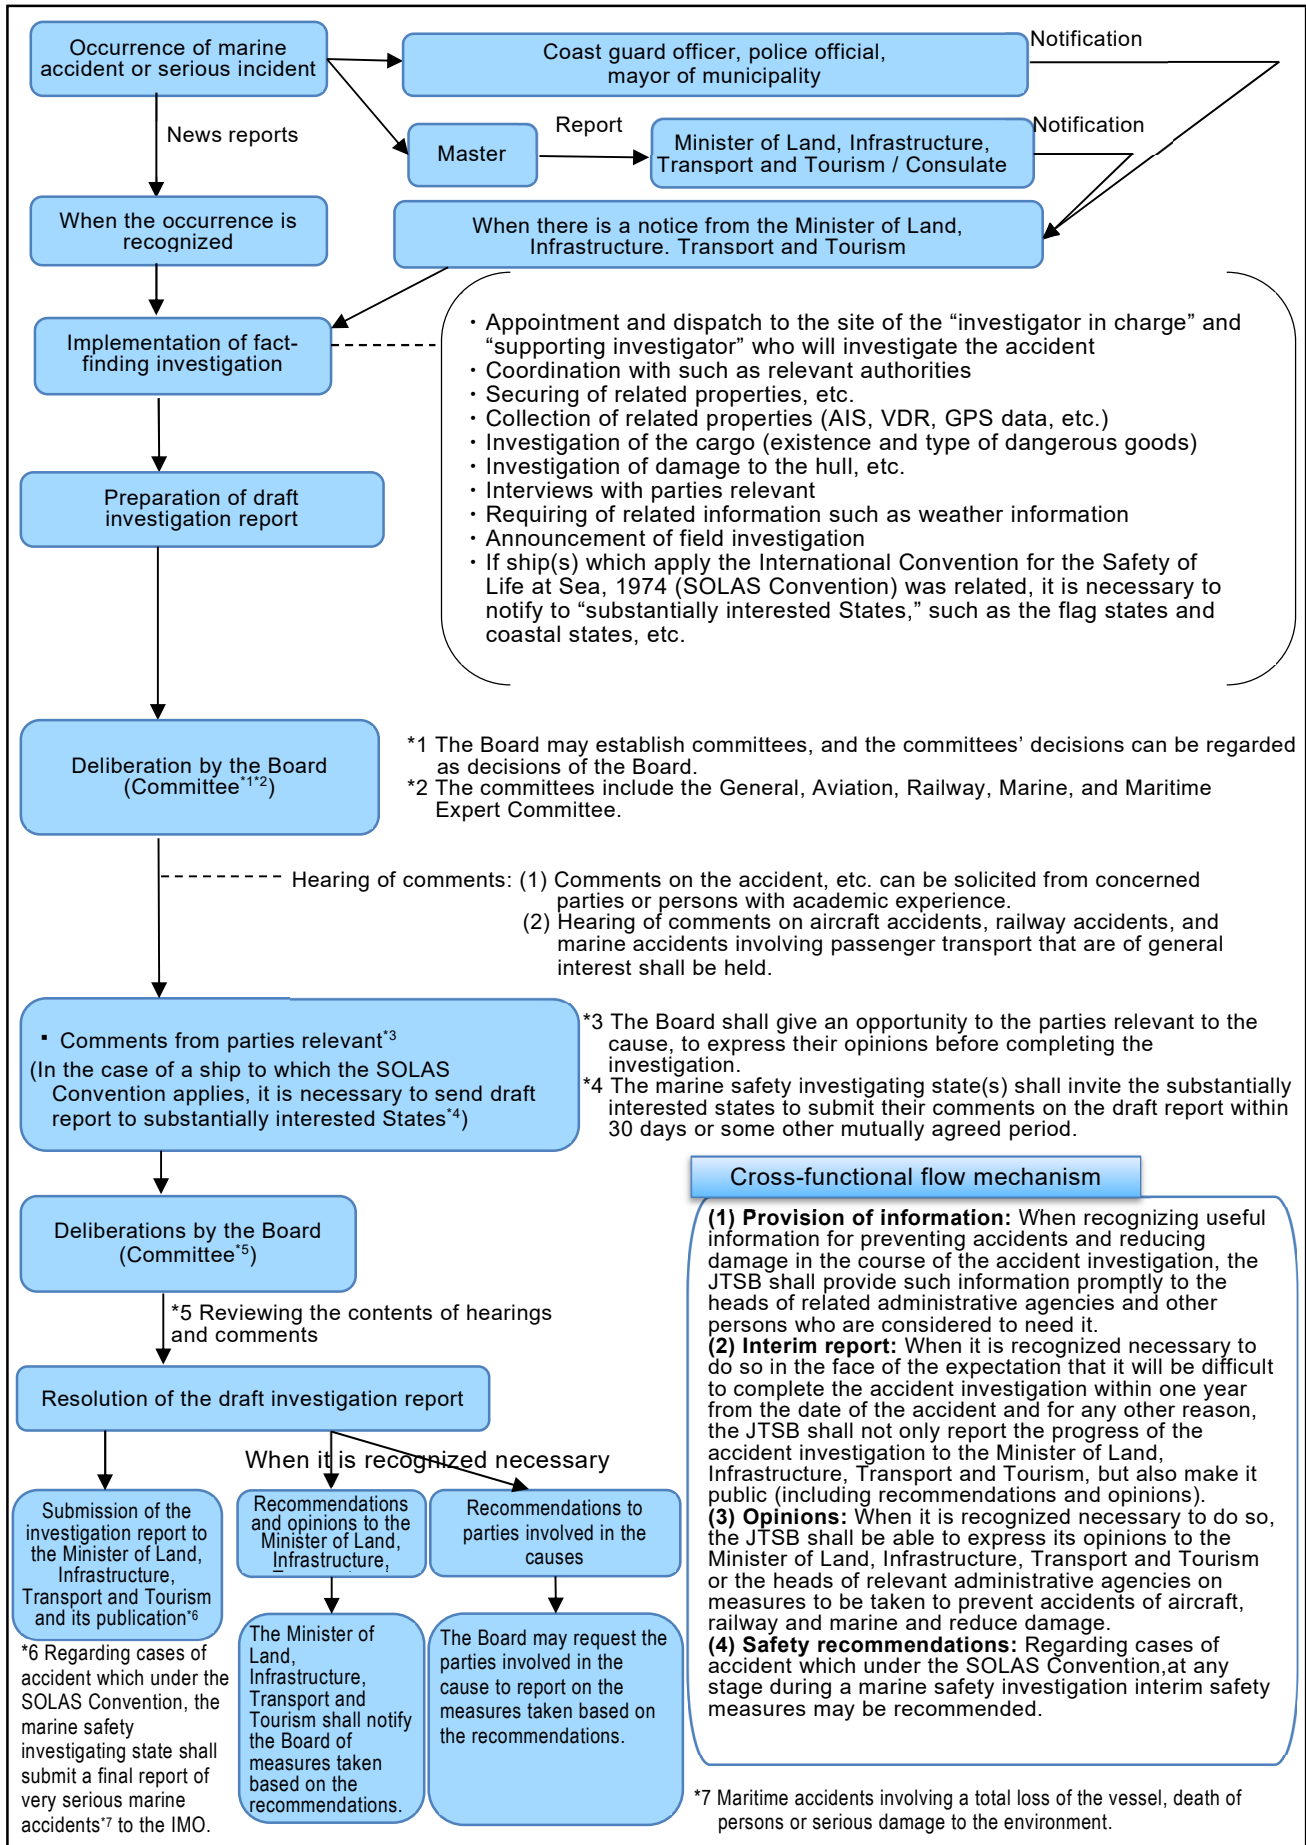 Occurrence of marine
accident or serious incident
Coast guard officer, police official,
mayor of municipality
Notification
News reports
Master
Report
Minister of Land, Infrastructure,
Transport and Tourism / Consulate
Notification
When the occurrence is
recognized
When there is a notice from the Minister of Land,
Infrastructure. Transport and Tourism
Implementation of fact-
finding investigation
・Appointment and dispatch to the site of the “investigator in charge” and
“supporting investigator” who will investigate the accident
・Coordination with such as relevant authorities
・Securing of related properties, etc.
・Collection of related properties (AIS, VDR, GPS data, etc.)
・Investigation of the cargo (existence and type of dangerous goods)
・Investigation of damage to the hull, etc.
・Interviews with parties relevant
・Requiring of related information such as weather information
・Announcement of field investigation
・If ship(s) which apply the International Convention for the Safety of
Life at Sea, 1974 (SOLAS Convention) was related, it is necessary to
notify to “substantially interested States,” such as the flag states and
coastal states, etc.
Preparation of draft
investigation report
Deliberation by the Board
(Committee*1*2)
*1 The Board may establish committees, and the committees’ decisions can be regarded
as decisions of the Board.
*2 The committees include the General, Aviation, Railway, Marine, and Maritime
Expert Committee.
Hearing of comments: (1) Comments on the accident, etc. can be solicited from concerned
parties or persons with academic experience.
(2) Hearing of comments on aircraft accidents, railway accidents, and
marine accidents involving passenger transport that are of general
interest shall be held.
▪ Comments from parties relevant*3
(In the case of a ship to which the SOLAS
Convention applies, it is necessary to send draft
report to substantially interested States*4)
*3 The Board shall give an opportunity to the parties relevant to the
cause, to express their opinions before completing the
investigation.
*4 The marine safety investigating state(s) shall invite the substantially
interested states to submit their comments on the draft report within
30 days or some other mutually agreed period.
Deliberations by the Board
(Committee*5)
*5 Reviewing the contents of hearings
and comments
Resolution of the draft investigation report
When it is recognized necessary
Submission of the
investigation report to
the Minister of Land,
Infrastructure,
Transport and Tourism
and its publication*6
Recommendations
and opinions to the
Minister of Land,
Infrastructure,
Recommendations to
parties involved in the
causes
*6 Regarding cases of
accident which under the
SOLAS Convention, the
marine safety
investigating state shall
submit a final report of
very serious marine
accidents*7 to the IMO.
The Minister of
Land,
Infrastructure,
Transport and
Tourism shall notify
the Board of
measures taken
based on the
recommendations.
The Board may request the
parties involved in the
cause to report on the
measures taken based on
the recommendations.
Cross-functional flow mechanism
(1) Provision of information: When recognizing useful
information for preventing accidents and reducing
damage in the course of the accident investigation, the
JTSB shall provide such information promptly to the
heads of related administrative agencies and other
persons who are considered to need it.
(2) Interim report: When it is recognized necessary to
do so in the face of the expectation that it will be difficult
to complete the accident investigation within one year
from the date of the accident and for any other reason,
the JTSB shall not only report the progress of the
accident investigation to the Minister of Land,
Infrastructure, Transport and Tourism, but also make it
public (including recommendations and opinions).
(3) Opinions: When it is recognized necessary to do so,
the JTSB shall be able to express its opinions to the
Minister of Land, Infrastructure, Transport and Tourism
or the heads of relevant administrative agencies on
measures to be taken to prevent accidents of aircraft,
railway and marine and reduce damage.
(4) Safety recommendations: Regarding cases of
accident which under the SOLAS Convention,at any
stage during a marine safety investigation interim safety
measures may be recommended.
*7 Maritime accidents involving a total loss of the vessel, death of
persons or serious damage to the environment.